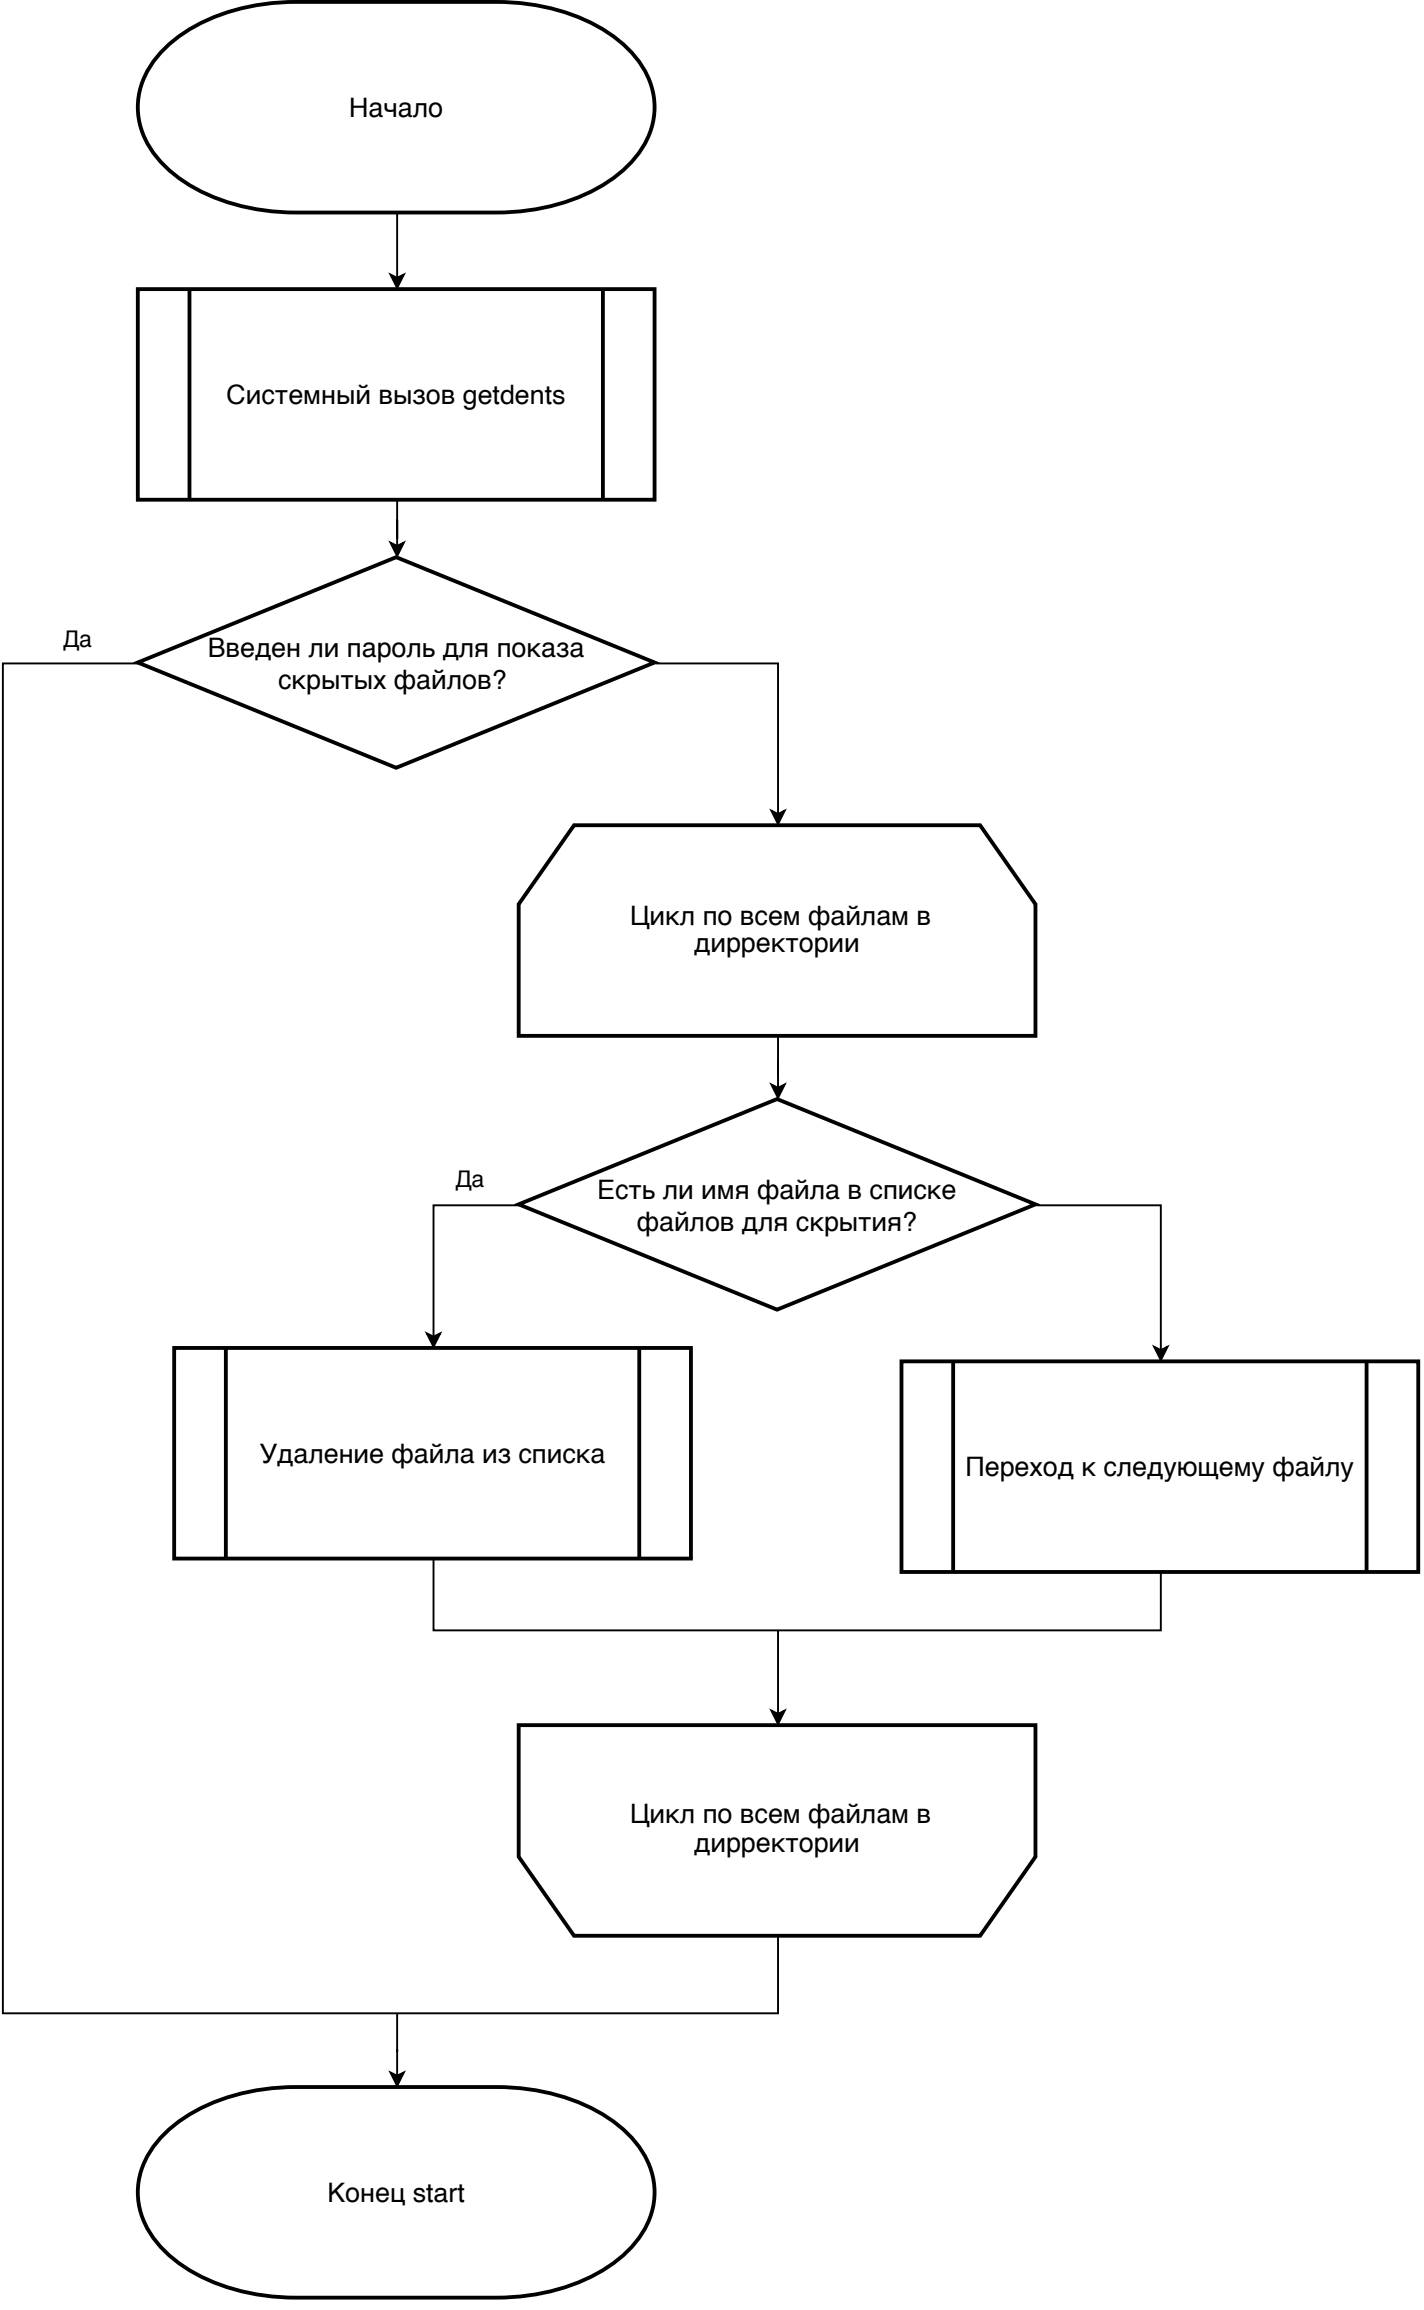 Начало
Системный вызов getdents
Да
Введен ли пароль для показа
скрытых файлов?
Цикл по всем файлам в
дирректории
Да
Есть ли имя файла в списке
файлов для скрытия?
Удаление файла из списка
Переход к следующему файлу
Цикл по всем файлам в
дирректории
Конец start